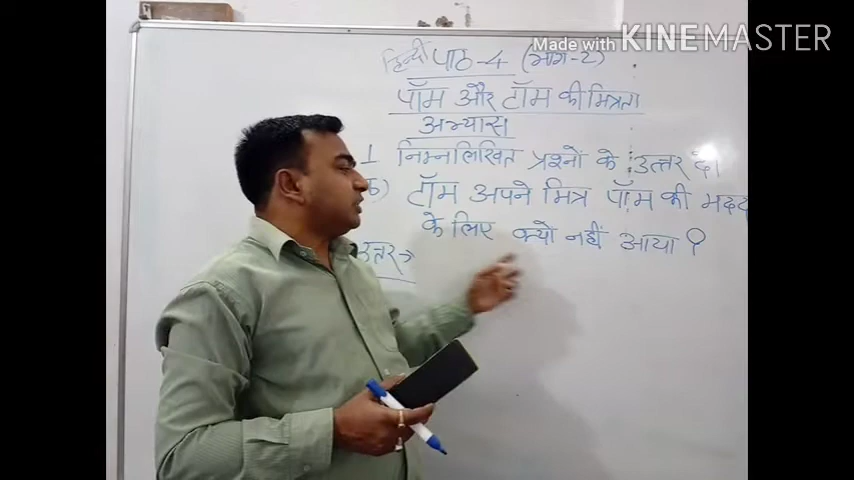 Made with KINEMASTER
हिन्दी पाठ-4 (भाग-2)
पॉम और टॉम की मित्रता
अभ्यास
1 निम्नलिखित प्रश्नों के उत्तर दो।
क) टॉम अपने मित्र पॉम की मदद
के लिए क्यों नहीं आया ?
उत्तर→